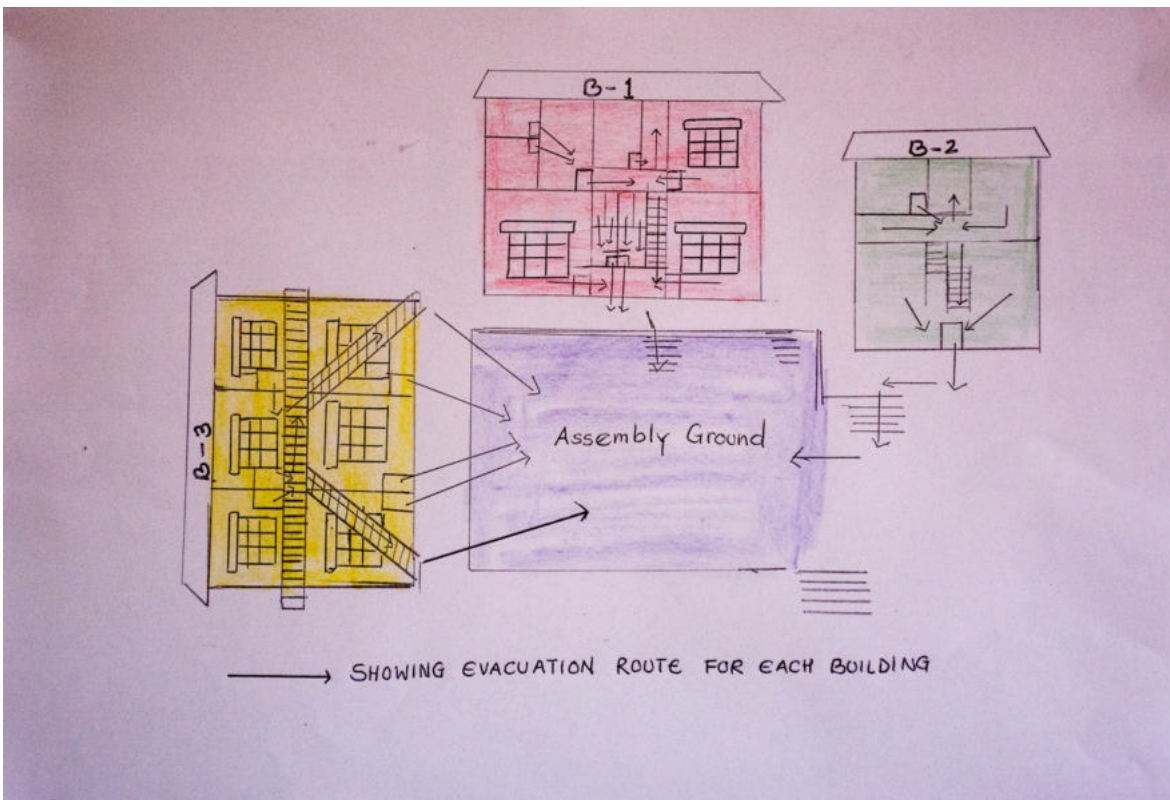 B-1
B-2
B-3
Assembly Ground
SHOWING EVACUATION ROUTE FOR EACH BUILDING